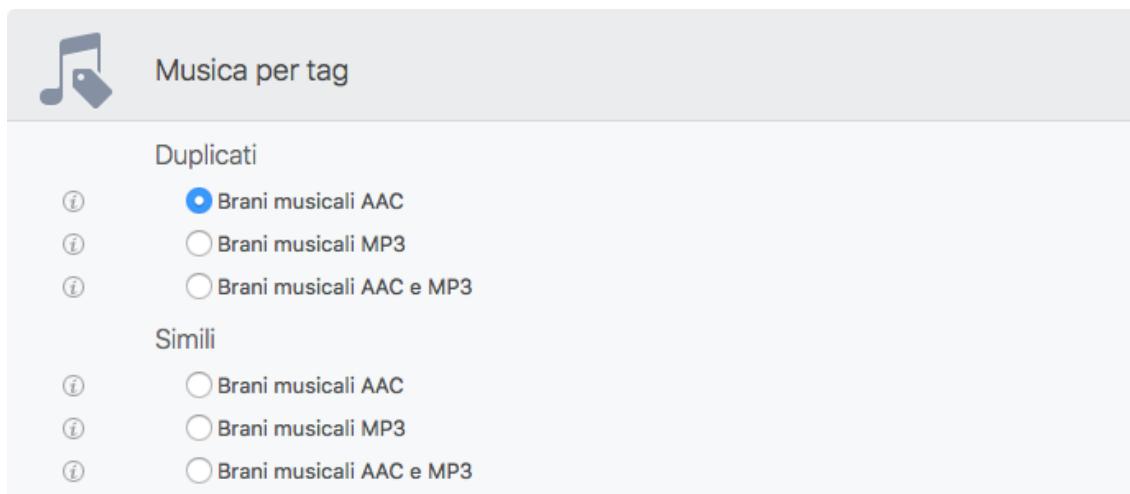 Musica per tag
Duplicati
Brani musicali AAC
Brani musicali MP3
Brani musicali AAC e MP3
Simili
Brani musicali AAC
Brani musicali MP3
Brani musicali AAC e MP3